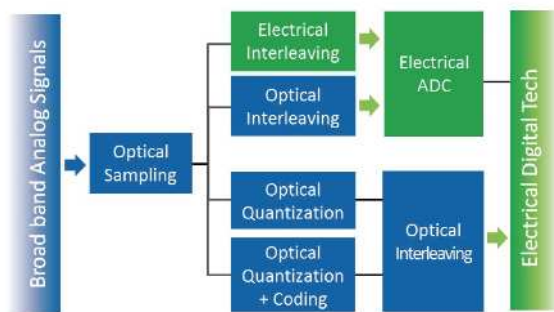 Broad band Analog Signals
Optical
Sampling
Electrical
Interleaving
Optical
Interleaving
Optical
Quantization
Optical
Quantization
+ Coding
Electrical
ADC
Optical
Interleaving
Electrical Digital Tech